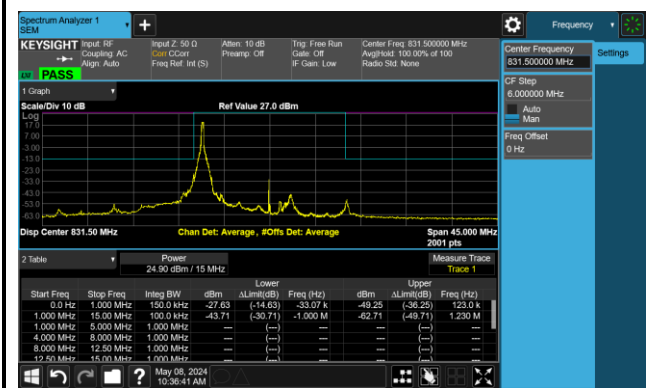 Spectrum Analyzer 1
SEM
Frequency
KEYSIGHT
Input: RF
Coupling: AC
Align: Auto
Input Z: 50 Ω
Corr CCorr
Freq Ref: Int (S)
Atten: 10 dB
Preamp: Off
Trig: Free Run
Gate: Off
IF Gain: Low
Center Freq: 831.500000 MHz
Avg|Hold: 100.00% of 100
Radio Std: None
PASS
Center Frequency
831.500000 MHz
Settings
CF Step
6.000000 MHz
Auto
Man
Freq Offset
0 Hz
1 Graph
Scale/Div 10 dB
Ref Value 27.0 dBm
Log
17.0
7.00
-3.00
-13.0
-23.0
-33.0
-43.0
-53.0
-63.0
Disp Center 831.50 MHz
Chan Det: Average, #Offs Det: Average
Span 45.000 MHz
2001 pts
2 Table
Power
24.90 dBm / 15 MHz
Measure Trace
Trace 1
Lower Upper
Start Freq Stop Freq Integ BW dBm ΔLimit(dB) Freq (Hz) dBm ΔLimit(dB) Freq (Hz)
0.0 Hz 1.000 MHz 150.0 kHz -27.63 (-14.63) -33.07 k -49.25 (-36.25) 123.0 k
1.000 MHz 15.00 MHz 100.0 kHz -43.71 (-30.71) -1.000 M -62.71 (-49.71) 1.230 M
1.000 MHz 5.000 MHz 1.000 MHz --- (---) --- (---)
4.000 MHz 8.000 MHz 1.000 MHz --- (---) --- (---)
8.000 MHz 12.50 MHz 1.000 MHz --- (---) --- (---)
12.50 MHz 15.00 MHz 1.000 MHz --- (---) --- (---)
May 08, 2024
10:36:41 AM